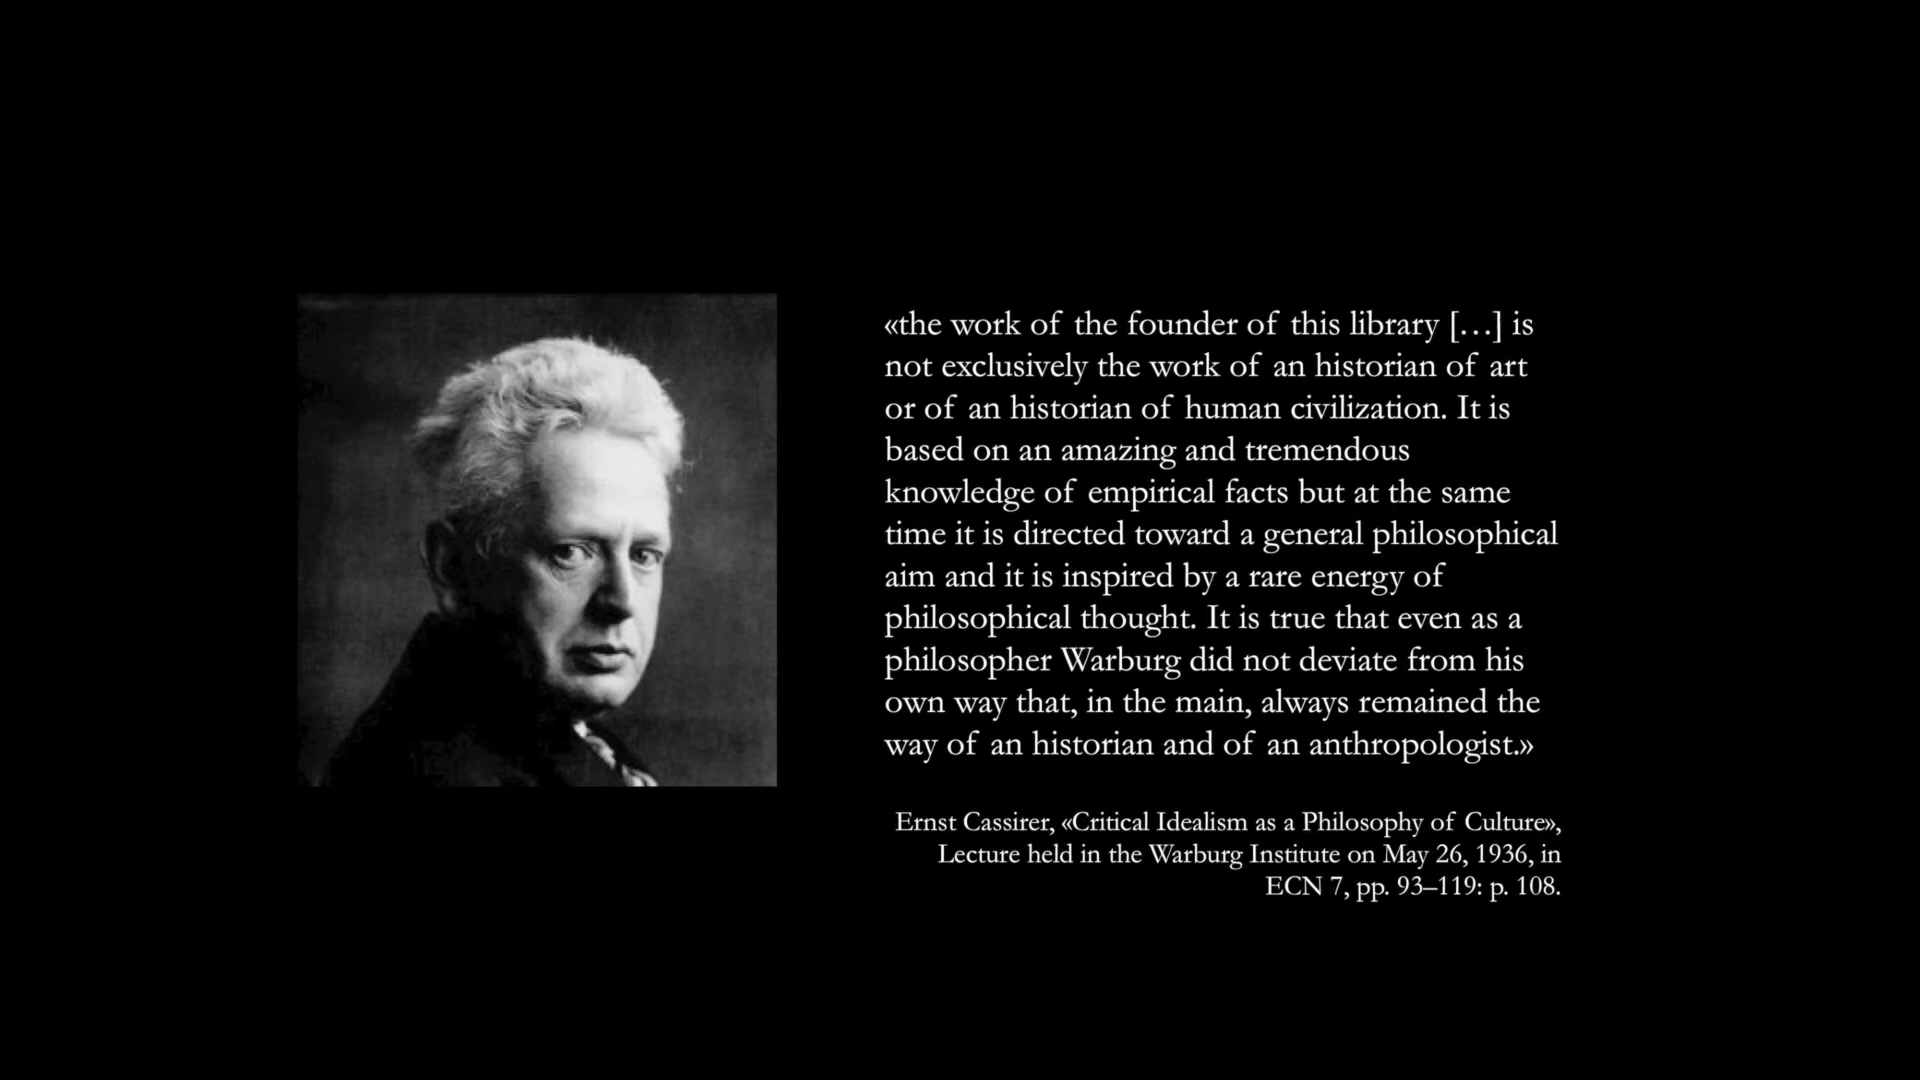 «the work of the founder of this library […] is
not exclusively the work of an historian of art
or of an historian of human civilization. It is
based on an amazing and tremendous
knowledge of empirical facts but at the same
time it is directed toward a general philosophical
aim and it is inspired by a rare energy of
philosophical thought. It is true that even as a
philosopher Warburg did not deviate from his
own way that, in the main, always remained the
way of an historian and of an anthropologist.»
Ernst Cassirer, «Critical Idealism as a Philosophy of Culture»,
Lecture held in the Warburg Institute on May 26, 1936, in
ECN 7, pp. 93–119: p. 108.